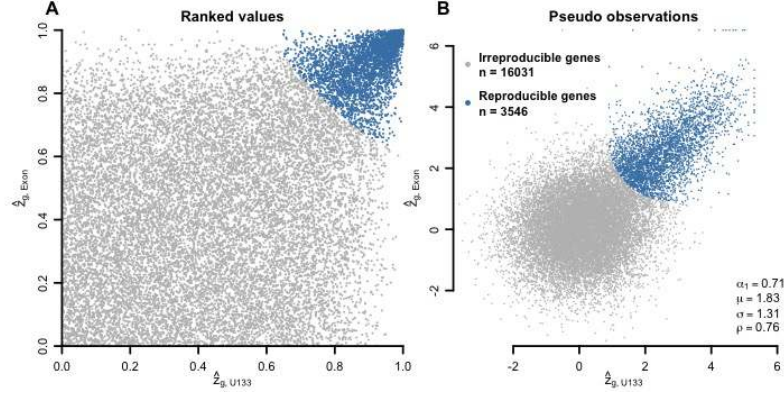 A
Ranked values
1.0
0.8
0.6
0.4
0.2
0.0
ẑg, Exon
0.0 0.2 0.4 0.6 0.8 1.0
ẑg, U133
B
Pseudo observations
Irreproducible genes
n = 16031
Reproducible genes
n = 3546
6
4
2
0
-2
ẑg, Exon
-2 0 2 4 6
ẑg, U133
α1 = 0.71
μ = 1.83
σ = 1.31
ρ = 0.76